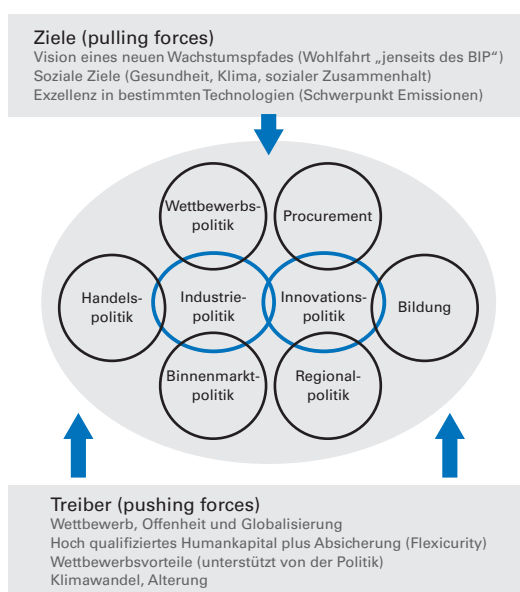 Ziele (pulling forces)
Vision eines neuen Wachstumspfades (Wohlfahrt „jenseits des BIP“)
Soziale Ziele (Gesundheit, Klima, sozialer Zusammenhalt)
Exzellenz in bestimmten Technologien (Schwerpunkt Emissionen)
Wettbewerbs-
politik
Procurement
Handels-
politik
Industrie-
politik
Innovations-
politik
Bildung
Binnenmarkt-
politik
Regional-
politik
Treiber (pushing forces)
Wettbewerb, Offenheit und Globalisierung
Hoch qualifiziertes Humankapital plus Absicherung (Flexicurity)
Wettbewerbsvorteile (unterstützt von der Politik)
Klimawandel, Alterung